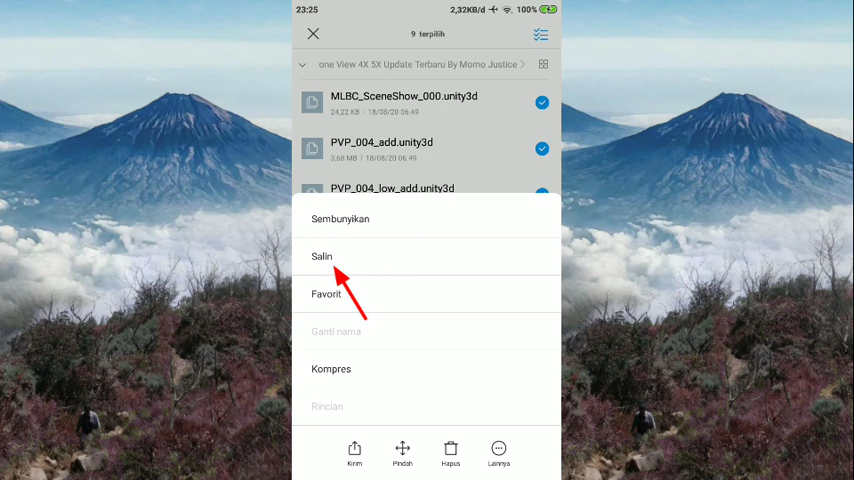 23:25
2,32KB/d
100%
9 terpilih
one View 4X 5X Update Terbaru By Momo Justice
MLBC_SceneShow_000.unity3d
24,22 KB | 18/08/20 06.49
PVP_004_add.unity3d
3,68 MB | 18/08/20 06.49
PVP_004_low_add.unity3d
Sembunyikan
Salin
Favorit
Ganti nama
Kompres
Rincian
Kirim
Pindah
Hapus
Lainnya